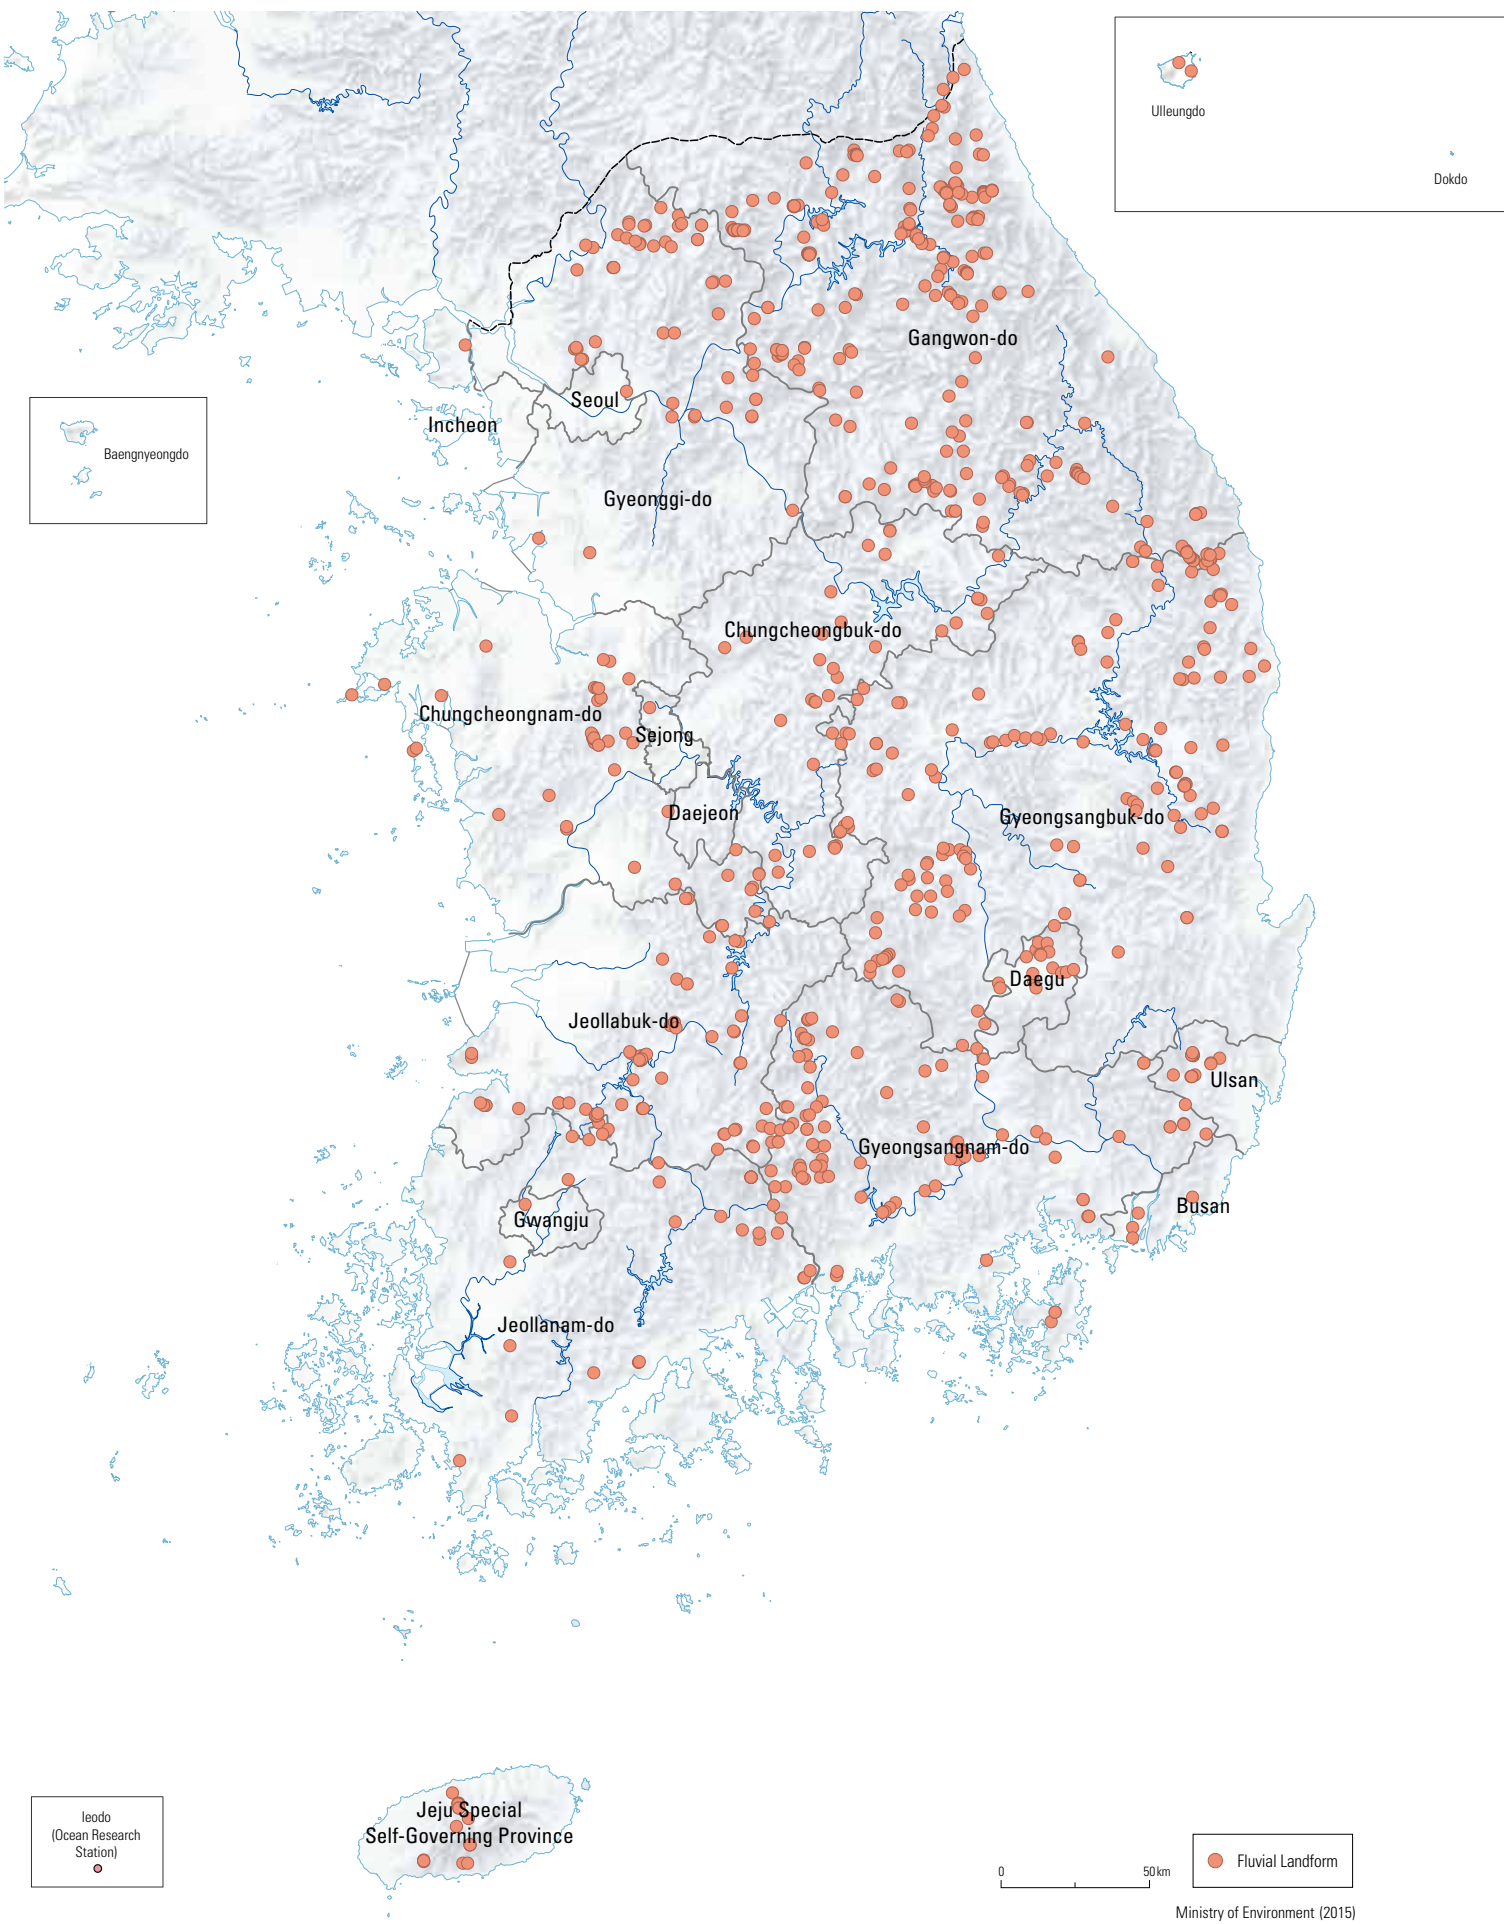 Ulleungdo
Dokdo
Gangwon-do
Seoul
Incheon
Baengnyeongdo
Gyeonggi-do
Chungcheongbuk-do
Chungcheongnam-do
Sejong
Daejeon
Gyeongsangbuk-do
Daegu
Jeollabuk-do
Ulsan
Gyeongsangnam-do
Busan
Gwangju
Jeollanam-do
Jeju Special
Self-Governing Province
Ieodo
(Ocean Research
Station)
0 50km
Fluvial Landform
Ministry of Environment (2015)